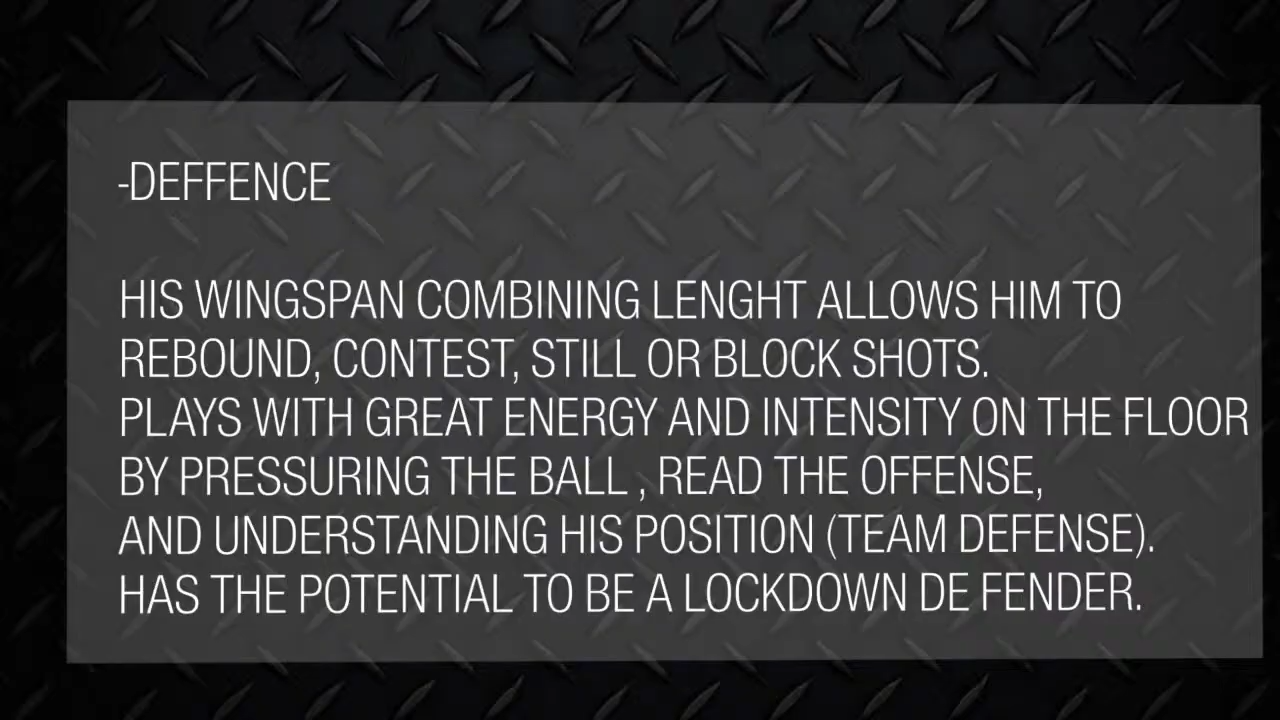 -DEFFENCE
HIS WINGSPAN COMBINING LENGHT ALLOWS HIM TO
REBOUND, CONTEST, STILL OR BLOCK SHOTS.
PLAYS WITH GREAT ENERGY AND INTENSITY ON THE FLOOR
BY PRESSURING THE BALL , READ THE OFFENSE,
AND UNDERSTANDING HIS POSITION (TEAM DEFENSE).
HAS THE POTENTIAL TO BE A LOCKDOWN DE FENDER.